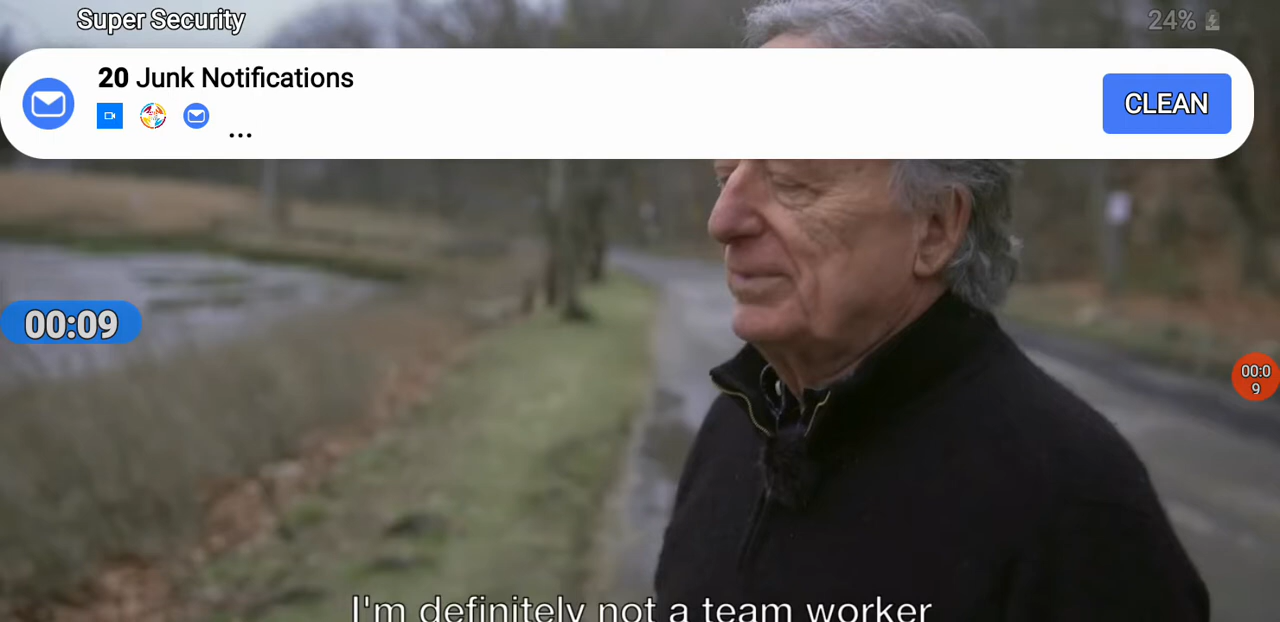 Super Security
24%
20 Junk Notifications
...
CLEAN
00:09
00:0
9
I'm definitely not a team worker